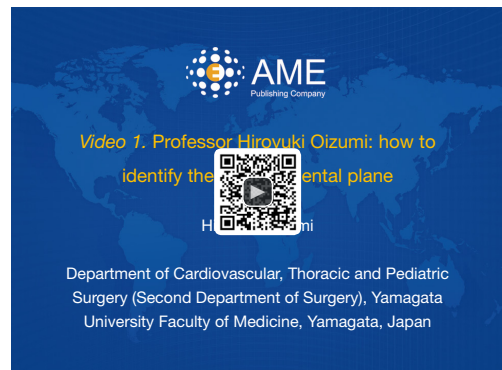 E AME
Publishing Company
Video 1. Professor Hiroyuki Oizumi: how to
identify the ental plane
H mi
Department of Cardiovascular, Thoracic and Pediatric
Surgery (Second Department of Surgery), Yamagata
University Faculty of Medicine, Yamagata, Japan